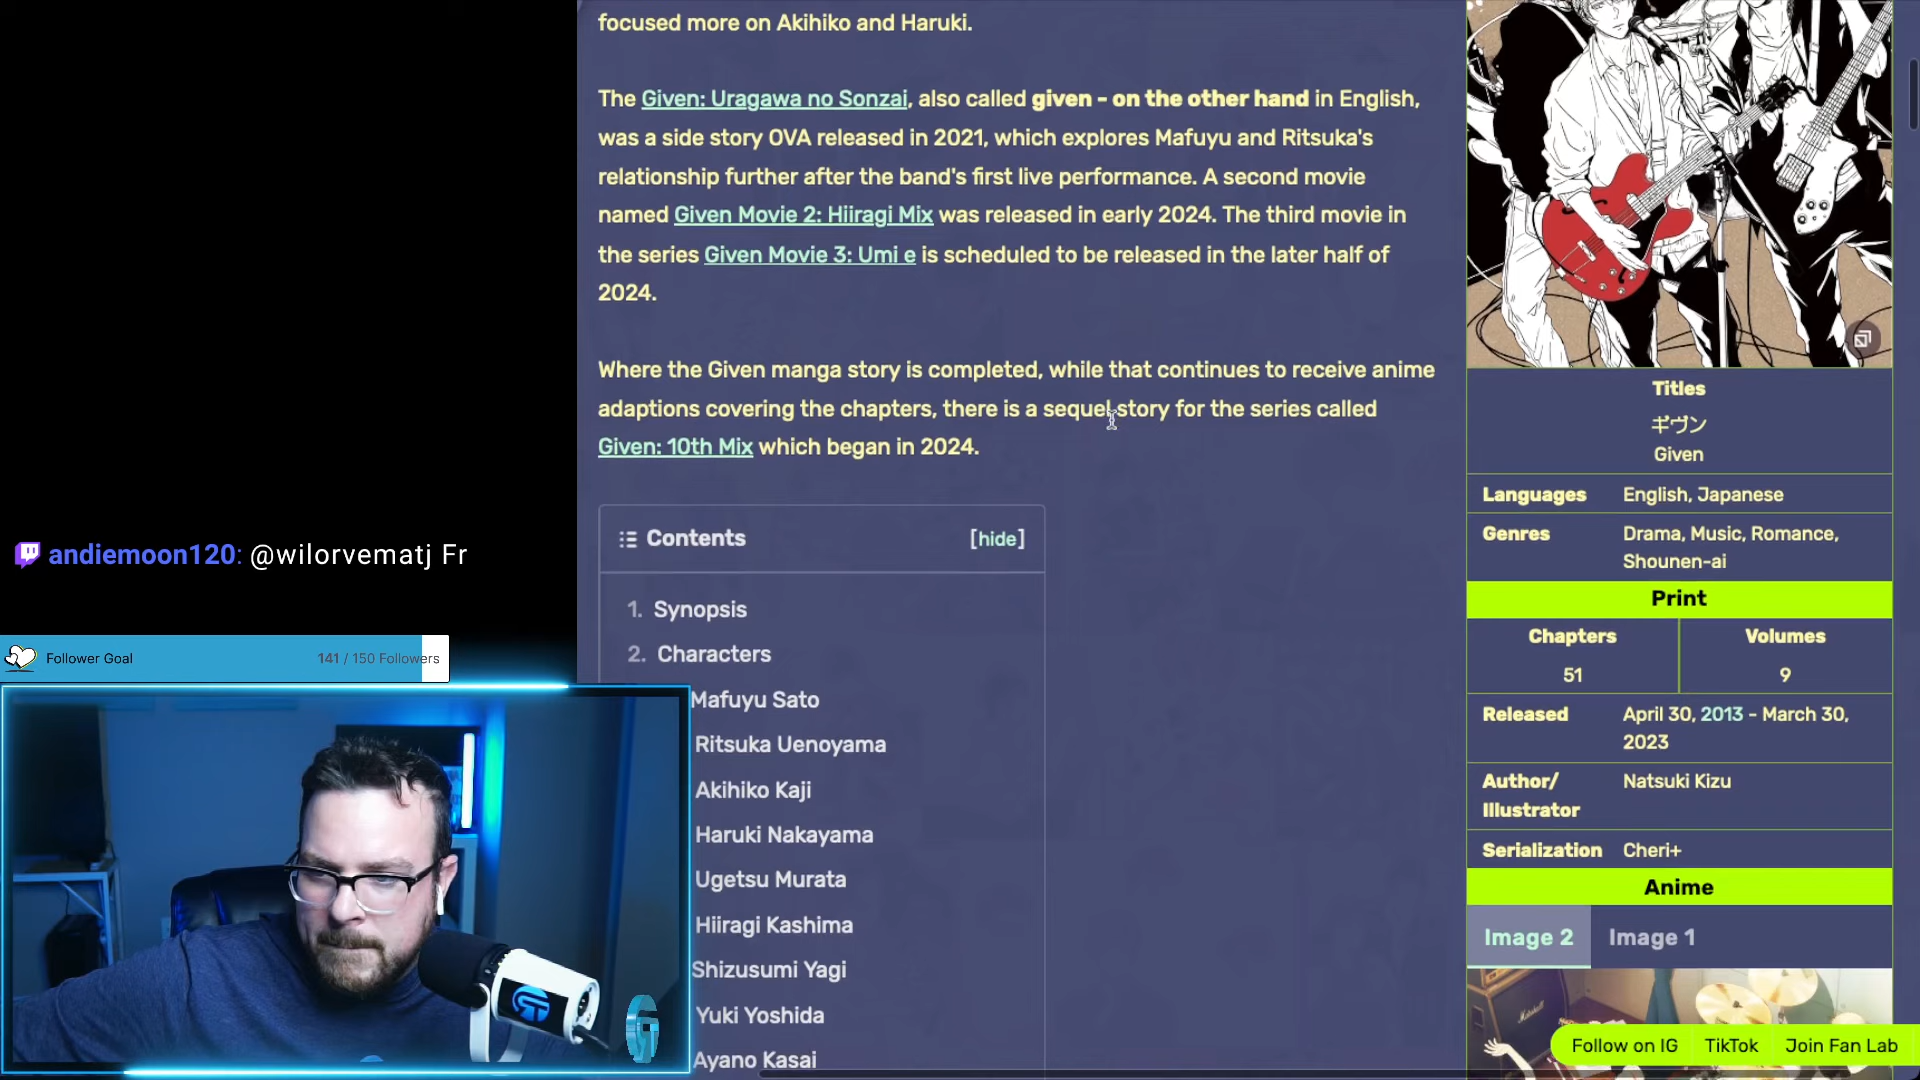 focused more on Akihiko and Haruki.
The Given: Uragawa no Sonzai, also called given - on the other hand in English,
was a side story OVA released in 2021, which explores Mafuyu and Ritsuka's
relationship further after the band's first live performance. A second movie
named Given Movie 2: Hiiragi Mix was released in early 2024. The third movie in
the series Given Movie 3: Umi e is scheduled to be released in the later half of
2024.
Where the Given manga story is completed, while that continues to receive anime
adaptions covering the chapters, there is a sequel story for the series called
Given: 10th Mix which began in 2024.
Contents [hide]
1. Synopsis
2. Characters
Mafuyu Sato
Ritsuka Uenoyama
Akihiko Kaji
Haruki Nakayama
Ugetsu Murata
Hiiragi Kashima
Shizusumi Yagi
Yuki Yoshida
Ayano Kasai
andiemoon120: @wilorvematj Fr
Follower Goal 141 / 150 Followers
Titles
ギヴン
Given
Languages English, Japanese
Genres Drama, Music, Romance,
Shounen-ai
Print
Chapters Volumes
51 9
Released April 30, 2013 - March 30,
2023
Author/ Natsuki Kizu
Illustrator
Serialization Cheri+
Anime
Image 2 Image 1
Marshall
Follow on IG TikTok Join Fan Lab